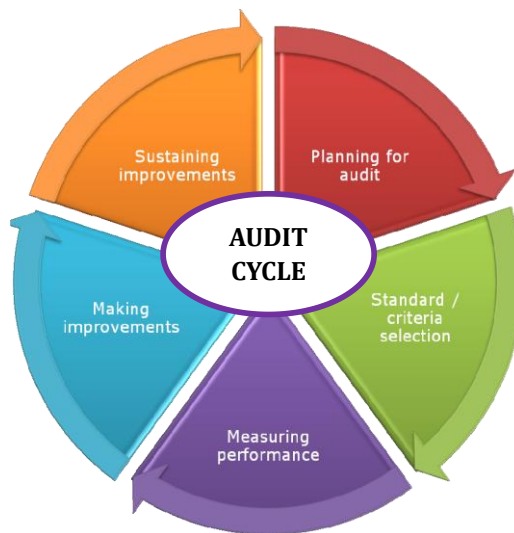 AUDIT
CYCLE
Planning for
audit
Standard /
criteria
selection
Measuring
performance
Making
improvements
Sustaining
improvements